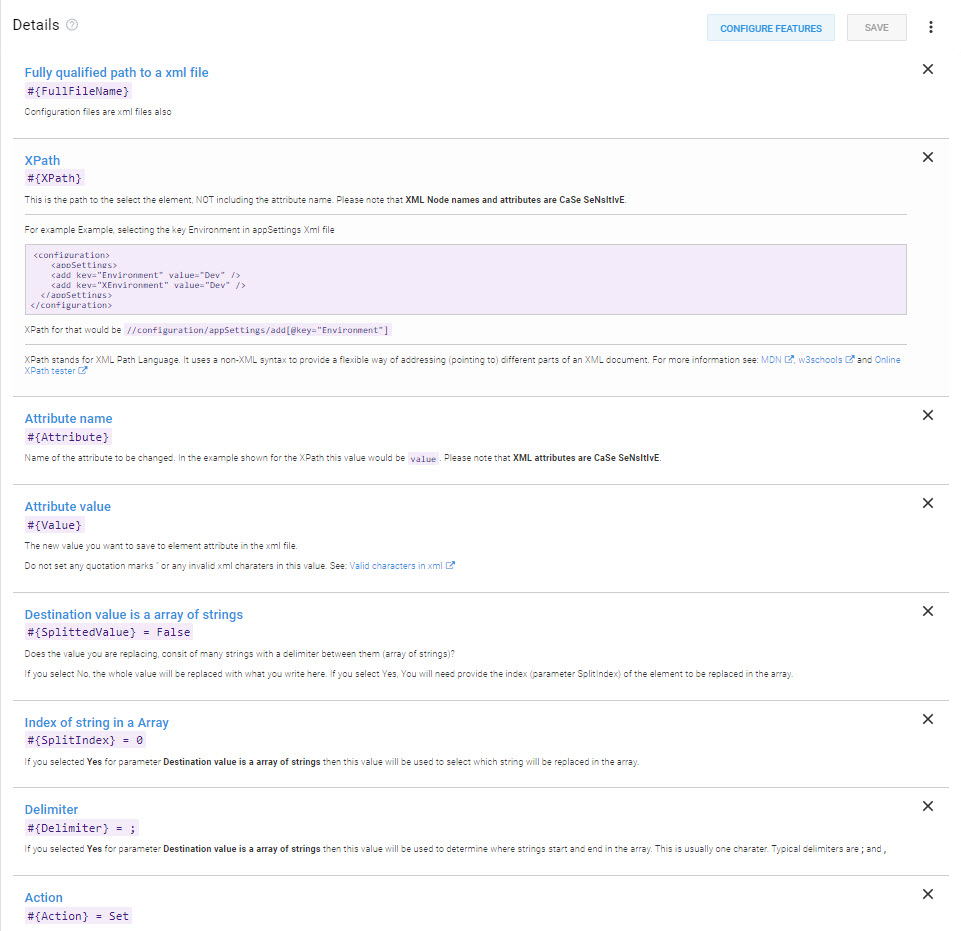 Details
CONFIGURE FEATURES
SAVE
Fully qualified path to a xml file
#{FullFileName}
Configuration files are xml files also
XPath
#{XPath}
This is the path to the select the element, NOT including the attribute name. Please note that XML Node names and attributes are CaSe SeNsItIvE.
For example Example, selecting the key Environment in appSettings Xml file
<configuration>
<appSettings>
<add key="Environment" value="Dev" />
<add key="XEnvironment" value="Dev" />
</appSettings>
</configuration>
XPath for that would be //configuration/appSettings/add[@key="Environment"]
XPath stands for XML Path Language. It uses a non-XML syntax to provide a flexible way of addressing (pointing to) different parts of an XML document. For more information see: MDN, w3schools and Online
XPath tester
Attribute name
#{Attribute}
Name of the attribute to be changed. In the example shown for the XPath this value would be value. Please note that XML attributes are CaSe SeNsItIvE.
Attribute value
#{Value}
The new value you want to save to element attribute in the xml file.
Do not set any quotation marks " or any invalid xml charaters in this value. See: Valid characters in xml
Destination value is a array of strings
#{SplittedValue} = False
Does the value you are replacing, consit of many strings with a delimiter between them (array of strings)?
If you select No, the whole value will be replaced with what you write here. If you select Yes, You will need provide the index (parameter SplitIndex) of the element to be replaced in the array.
Index of string in a Array
#{SplitIndex} = 0
If you selected Yes for parameter Destination value is a array of strings then this value will be used to select which string will be replaced in the array.
Delimiter
#{Delimiter} = ;
If you selected Yes for parameter Destination value is a array of strings then this value will be used to determine where strings start and end in the array. This is usually one charater. Typical delimiters are ; and ,
Action
#{Action} = Set